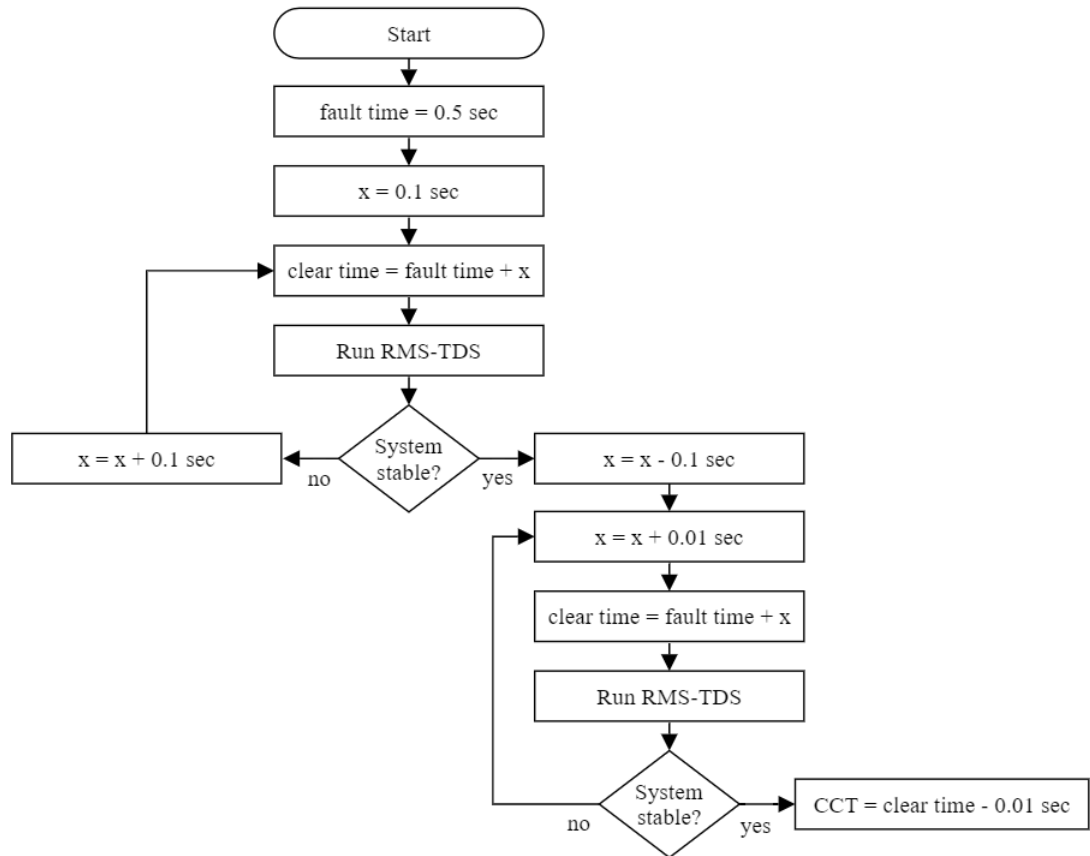 Start
fault time = 0.5 sec
x = 0.1 sec
clear time = fault time + x
Run RMS-TDS
System
stable?
no
yes
x = x + 0.1 sec
x = x - 0.1 sec
x = x + 0.01 sec
clear time = fault time + x
Run RMS-TDS
System
stable?
no
yes
CCT = clear time - 0.01 sec